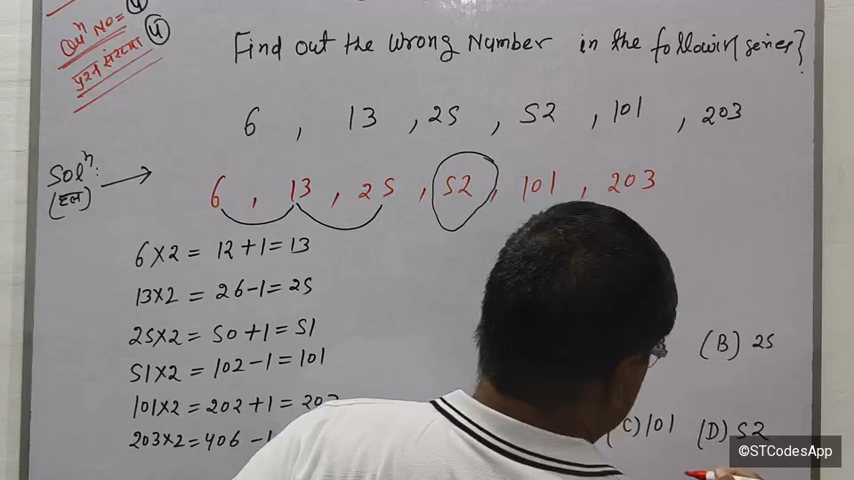 Quⁿ No= 4
प्रश्न संख्या 4
Find out the Wrong Number in the following series?
6 , 13 , 25 , 52 , 101 , 203
Solⁿ:
(हल)
6 , 13 , 25 , 52 , 101 , 203
6×2 = 12+1 = 13
13×2 = 26-1 = 25
25×2 = 50+1 = 51
51×2 = 102-1 = 101
101×2 = 202+1 = 203
203×2 = 406 -1
(B) 25
(C) 101 (D) 52
©STCodesApp